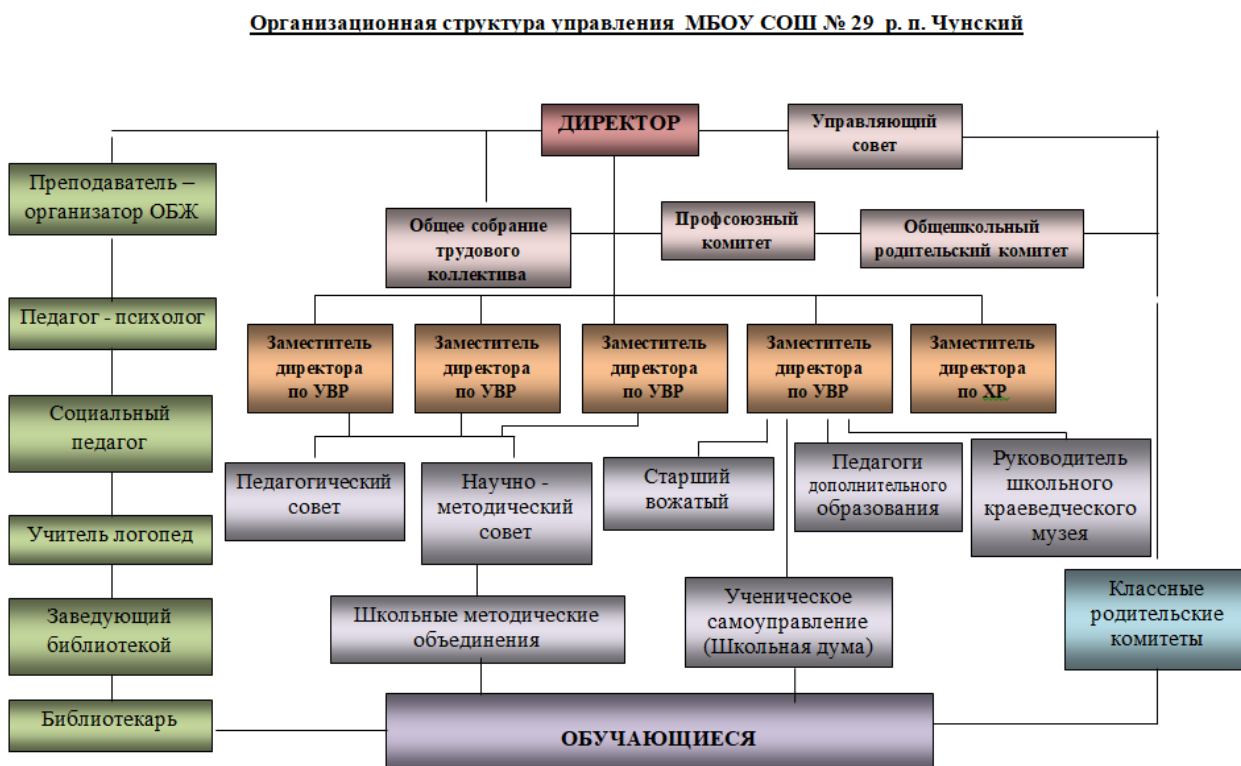 Организационная структура управления МБОУ СОШ № 29 р. п. Чунский
ДИРЕКТОР
Управляющий
совет
Преподаватель –
организатор ОБЖ
Общее собрание
трудового
коллектива
Профсоюзный
комитет
Общешкольный
родительский комитет
Педагог - психолог
Заместитель
директора
по УВР
Заместитель
директора
по УВР
Заместитель
директора
по УВР
Заместитель
директора
по УВР
Заместитель
директора
по ХР
Социальный
педагог
Педагогический
совет
Научно -
методический
совет
Старший
вожатый
Педагоги
дополнительного
образования
Руководитель
школьного
краеведческого
музея
Учитель логопед
Заведующий
библиотекой
Школьные методические
объединения
Ученическое
самоуправление
(Школьная дума)
Классные
родительские
комитеты
Библиотекарь
ОБУЧАЮЩИЕСЯ